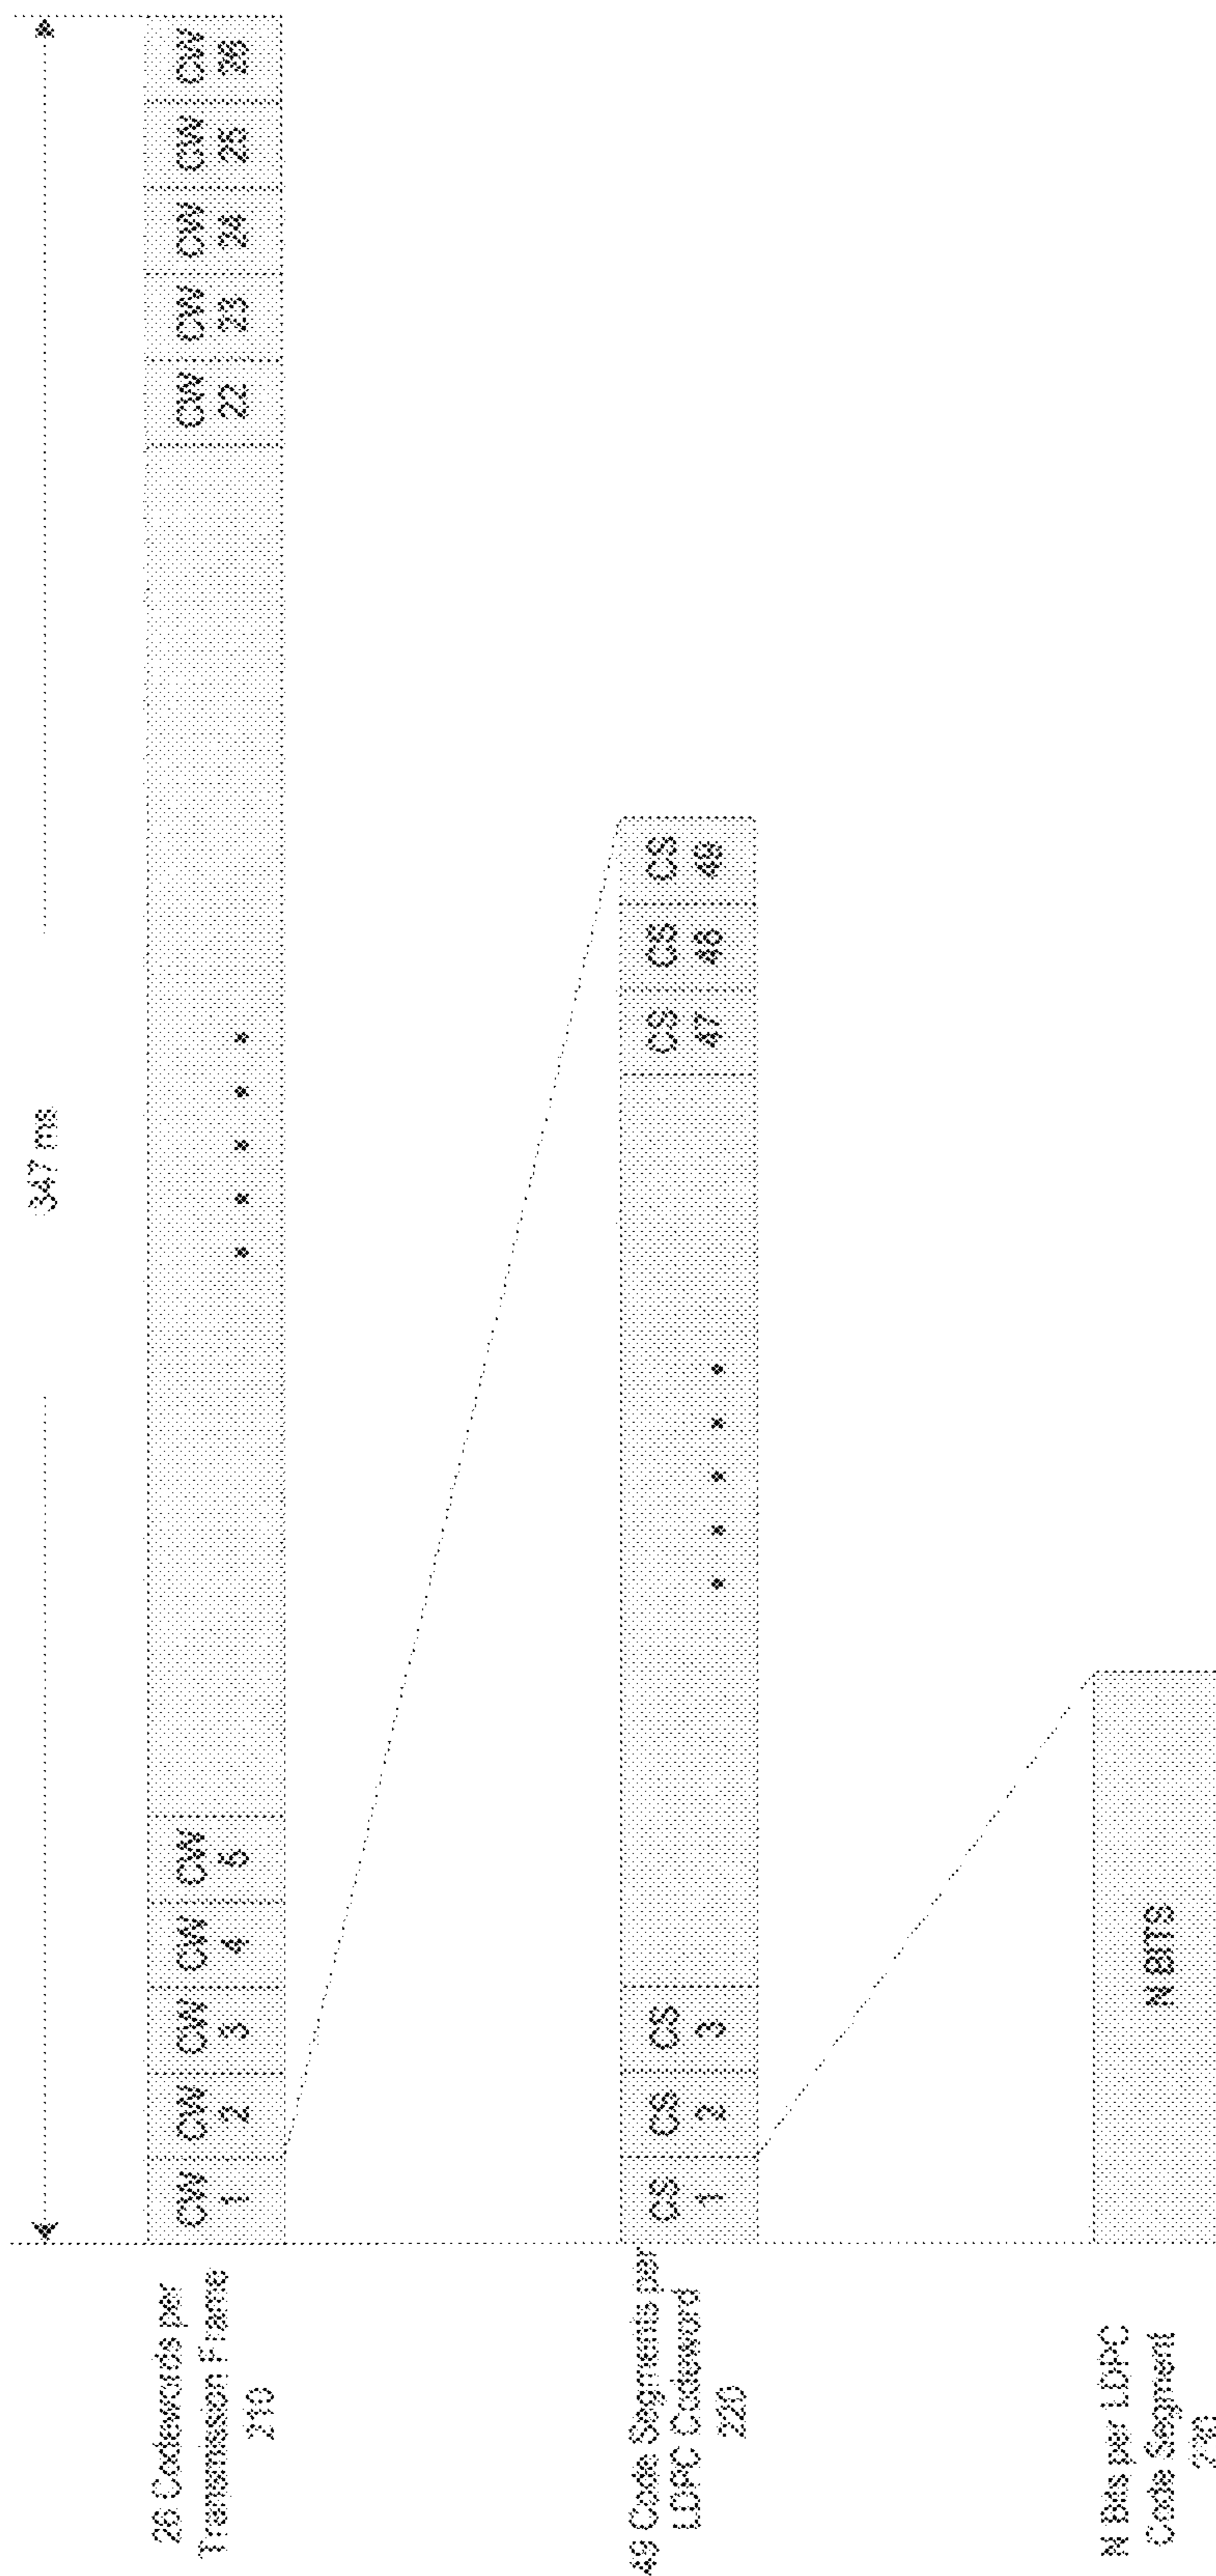 347 ms
26 Codewords per
Transmission Frame
210
CW CW CW CW CW CW CW CW CW CW
1 2 3 4 5 22 23 24 25 26
49 Code Segments per
LDPC Codeword
220
CS CS CS CS CS CS
1 2 3 47 48 49
N Bits per LDPC
Code Segment
230
N BITS